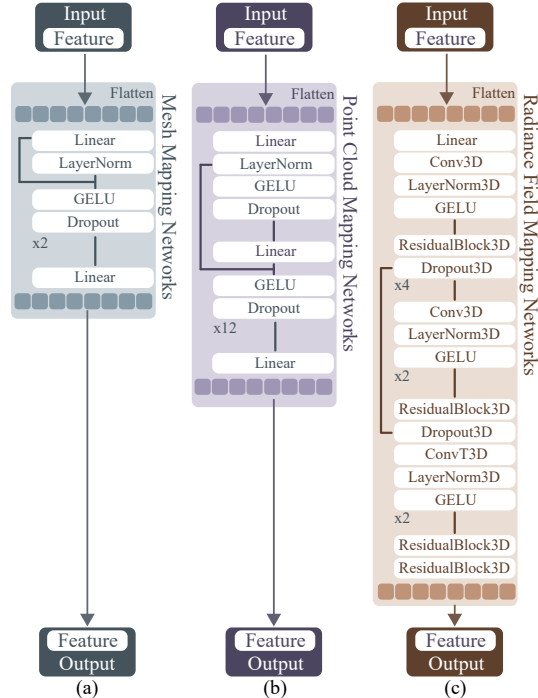 Input
Feature
Flatten
Linear
LayerNorm
GELU
Dropout
x2
Linear
Mesh Mapping Networks
Feature
Output
(a)
Input
Feature
Flatten
Linear
LayerNorm
GELU
Dropout
Linear
GELU
Dropout
x12
Linear
Point Cloud Mapping Networks
Feature
Output
(b)
Input
Feature
Flatten
Linear
Conv3D
LayerNorm3D
GELU
ResidualBlock3D
Dropout3D
x4
Conv3D
LayerNorm3D
GELU
x2
ResidualBlock3D
Dropout3D
ConvT3D
LayerNorm3D
GELU
x2
ResidualBlock3D
ResidualBlock3D
Radiance Field Mapping Networks
Feature
Output
(c)